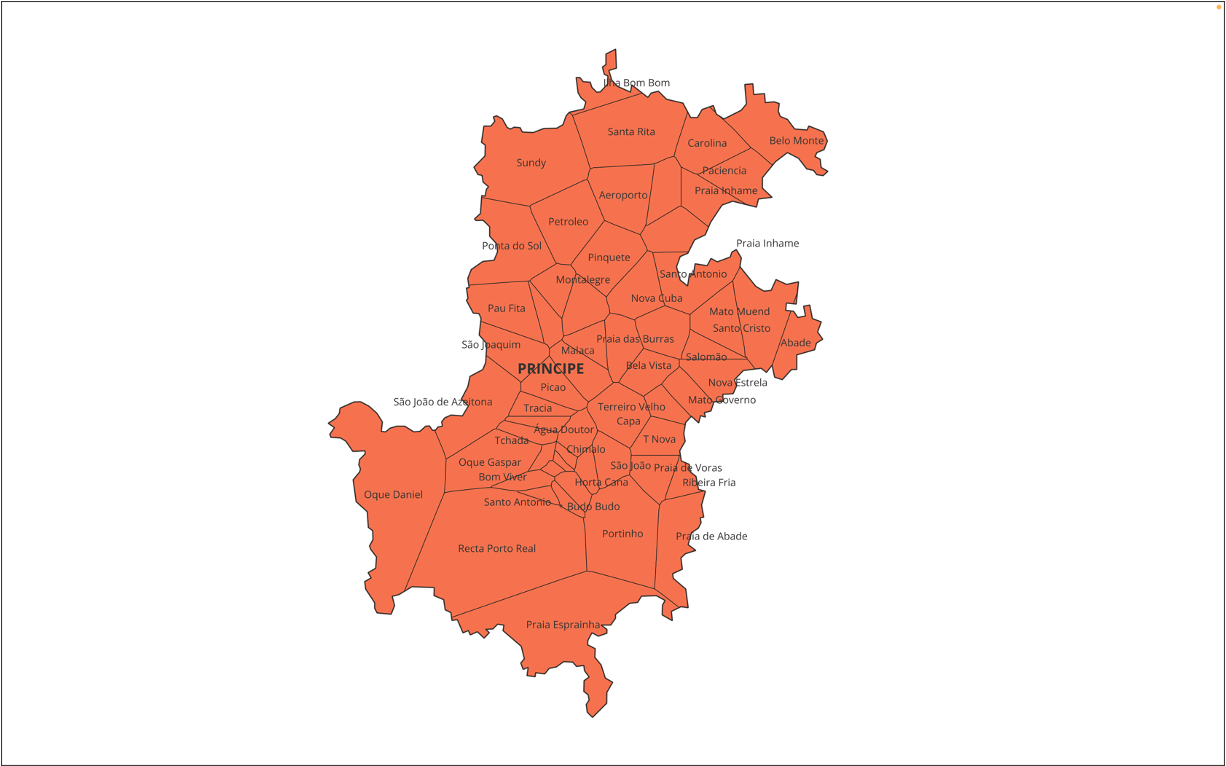 Ilha Bom Bom
Santa Rita
Belo Monte
Carolina
Sundy
Paciencia
Praia Inhame
Aeroporto
Petroleo
Praia Inhame
Ponta do Sol
Pinquete
Santo Antonio
Montalegre
Nova Cuba
Pau Fita
Mato Muend
Santo Cristo
Praia das Burras
Abade
São Joaquim
Malaca
Salomão
Bela Vista
PRINCIPE
Nova Estrela
Picao
Mato Governo
São João de Azeitona
Tracia
Terreiro Velho
Capa
Água Doutor
Tchada
T Nova
Chimalo
Oque Gaspar
São João
Praia de Voras
Bom Viver
Horta Cana
Ribeira Fria
Oque Daniel
Santo Antonio
Budo Budo
Portinho
Praia de Abade
Recta Porto Real
Praia Esprainha